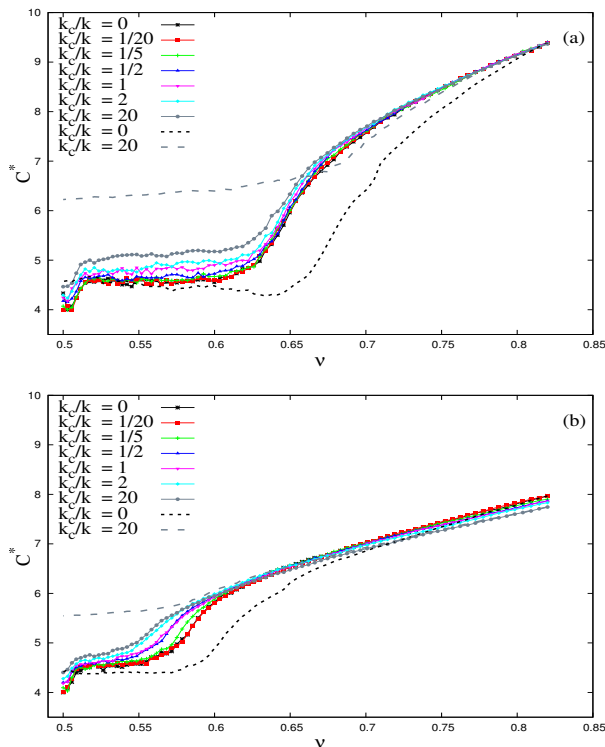 10
9
8
7
6
5
4
C*
0.5 0.55 0.6 0.65 0.7 0.75 0.8 0.85
ν
(a)
k_c/k = 0
k_c/k = 1/20
k_c/k = 1/5
k_c/k = 1/2
k_c/k = 1
k_c/k = 2
k_c/k = 20
k_c/k = 0
k_c/k = 20
10
9
8
7
6
5
4
C*
0.5 0.55 0.6 0.65 0.7 0.75 0.8 0.85
ν
(b)
k_c/k = 0
k_c/k = 1/20
k_c/k = 1/5
k_c/k = 1/2
k_c/k = 1
k_c/k = 2
k_c/k = 20
k_c/k = 0
k_c/k = 20